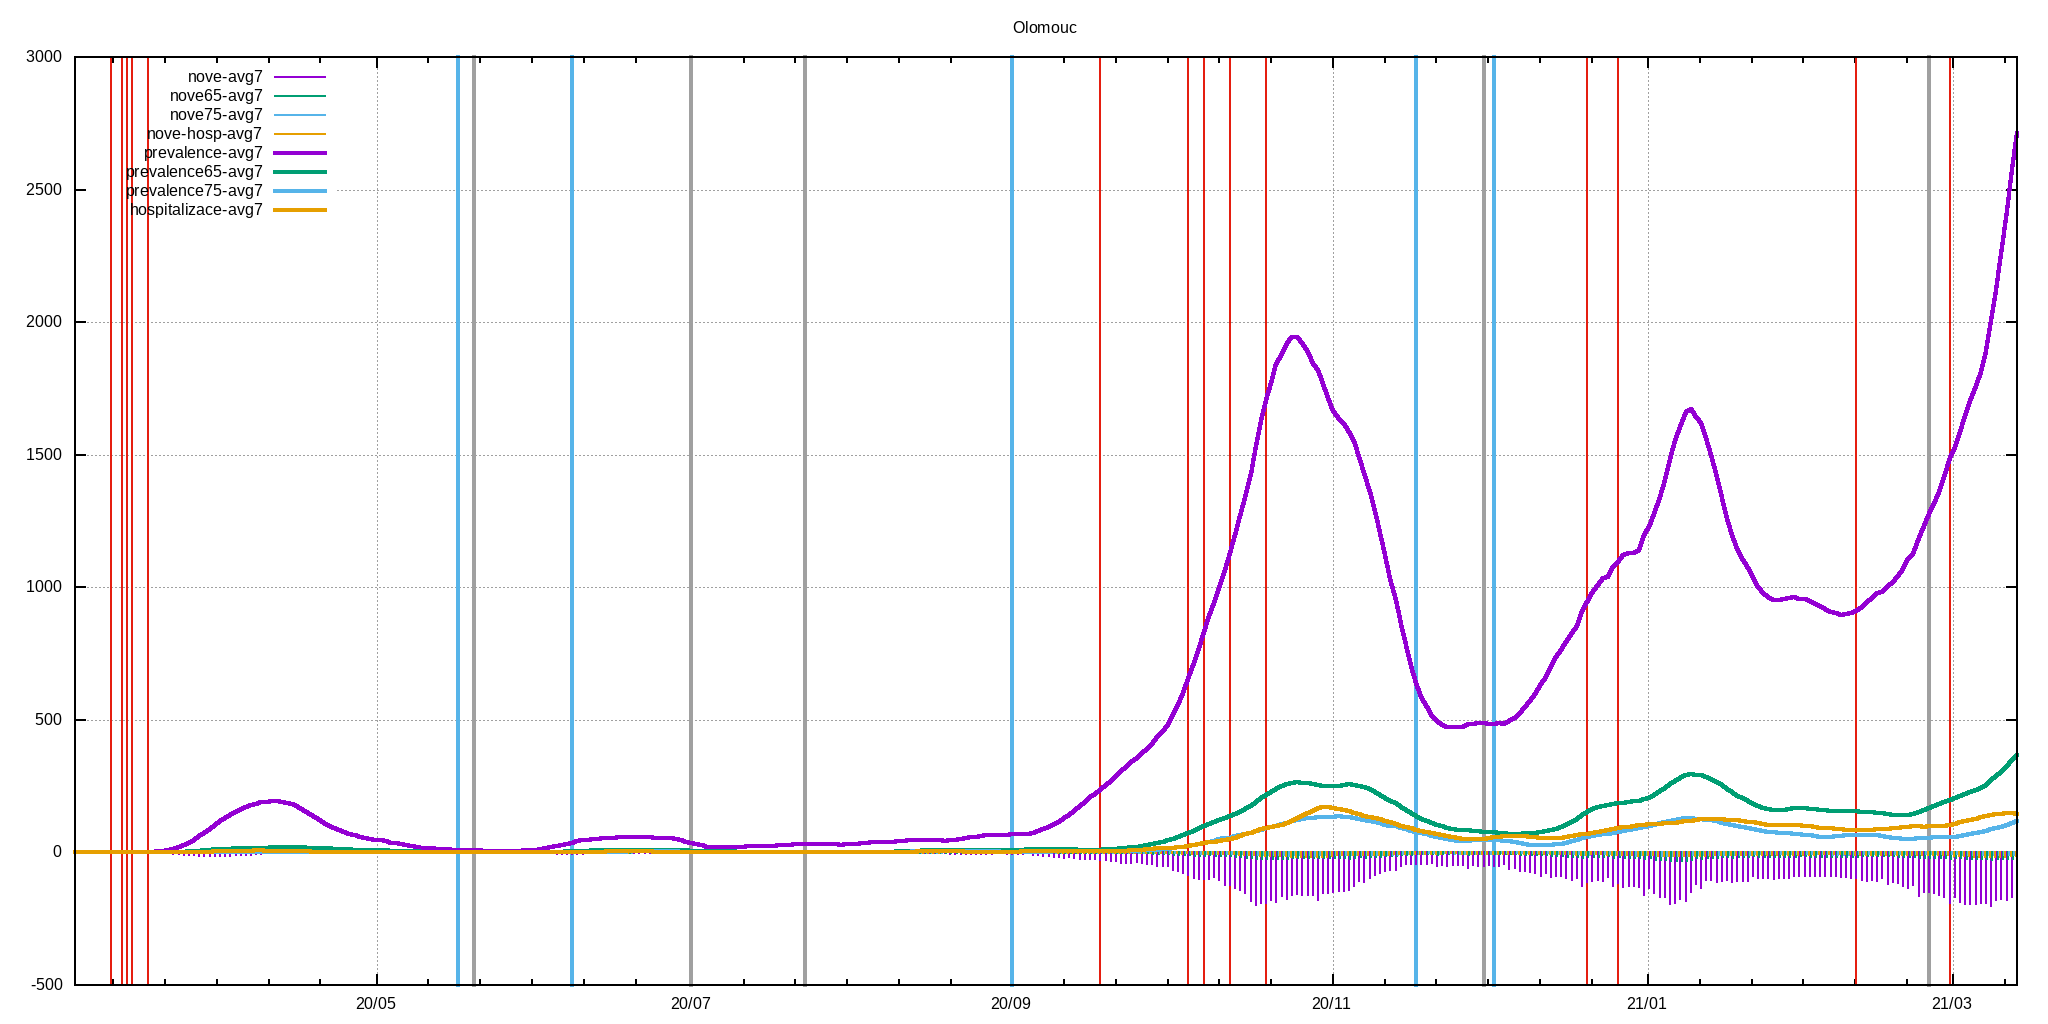 Olomouc
3000
2500
2000
1500
1000
500
0
-500
nove-avg7
nove65-avg7
nove75-avg7
nove-hosp-avg7
prevalence-avg7
prevalence65-avg7
prevalence75-avg7
hospitalizace-avg7
20/05 20/07 20/09 20/11 21/01 21/03